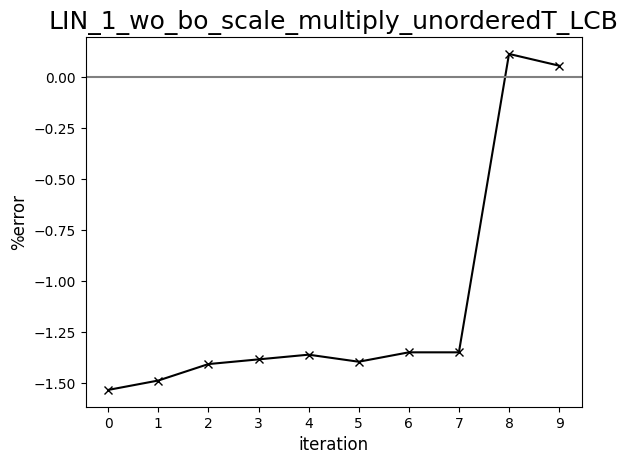 LIN_1_wo_bo_scale_multiply_unorderedT_LCB
%error
0.00
−0.25
−0.50
−0.75
−1.00
−1.25
−1.50
0 1 2 3 4 5 6 7 8 9
iteration